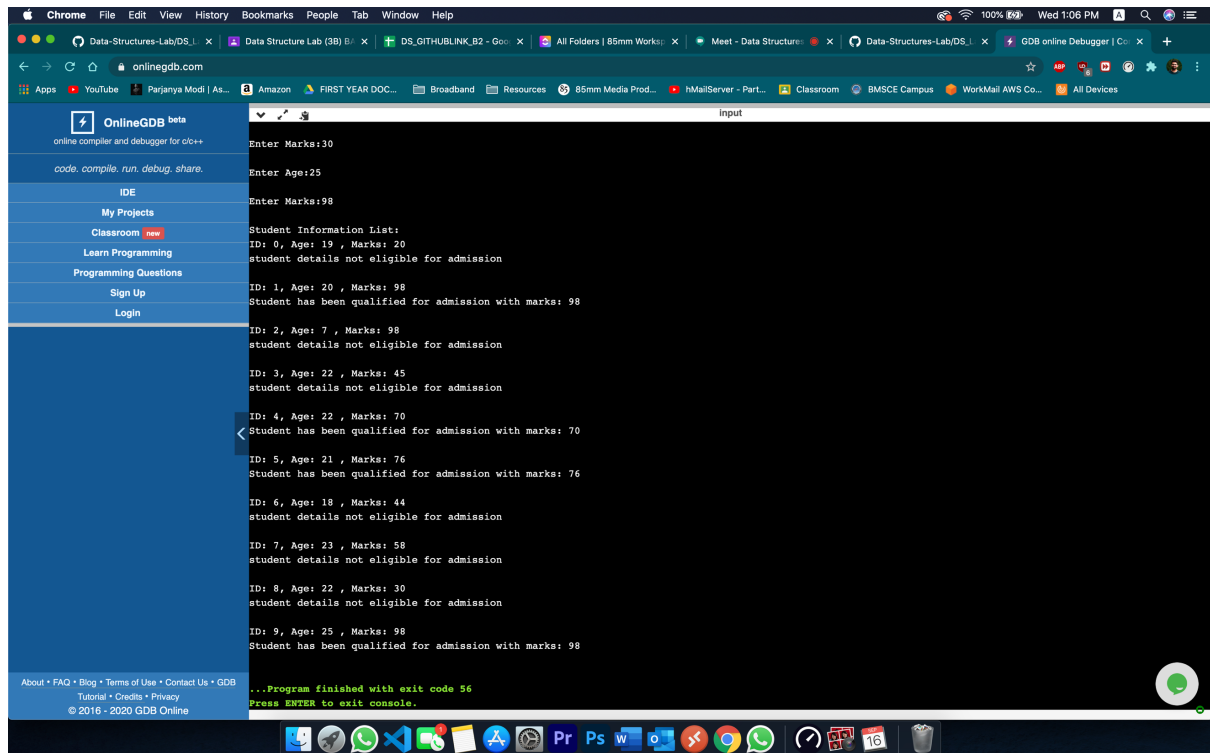 Chrome File Edit View History Bookmarks People Tab Window Help 100% Wed 1:06 PM A
Data-Structures-Lab/DS_L Data Structure Lab (3B) B DS_GITHUBLINK_B2 - Goo All Folders | 85mm Worksp Meet - Data Structures Data-Structures-Lab/DS_L GDB online Debugger | Co
onlinegdb.com ABP
Apps YouTube Parjanya Modi | As... Amazon FIRST YEAR DOC... Broadband Resources 85mm Media Prod... hMailServer - Part... Classroom BMSCE Campus WorkMail AWS Co... All Devices
OnlineGDB beta
online compiler and debugger for c/c++
code. compile. run. debug. share.
IDE
My Projects
Classroom new
Learn Programming
Programming Questions
Sign Up
Login
About • FAQ • Blog • Terms of Use • Contact Us • GDB
Tutorial • Credits • Privacy
© 2016 - 2020 GDB Online
input
Enter Marks:30
Enter Age:25
Enter Marks:98
Student Information List:
ID: 0, Age: 19 , Marks: 20
student details not eligible for admission
ID: 1, Age: 20 , Marks: 98
Student has been qualified for admission with marks: 98
ID: 2, Age: 7 , Marks: 98
student details not eligible for admission
ID: 3, Age: 22 , Marks: 45
student details not eligible for admission
ID: 4, Age: 22 , Marks: 70
Student has been qualified for admission with marks: 70
ID: 5, Age: 21 , Marks: 76
Student has been qualified for admission with marks: 76
ID: 6, Age: 18 , Marks: 44
student details not eligible for admission
ID: 7, Age: 23 , Marks: 58
student details not eligible for admission
ID: 8, Age: 22 , Marks: 30
student details not eligible for admission
ID: 9, Age: 25 , Marks: 98
Student has been qualified for admission with marks: 98
...Program finished with exit code 56
Press ENTER to exit console.
Pr Ps W SEP 16